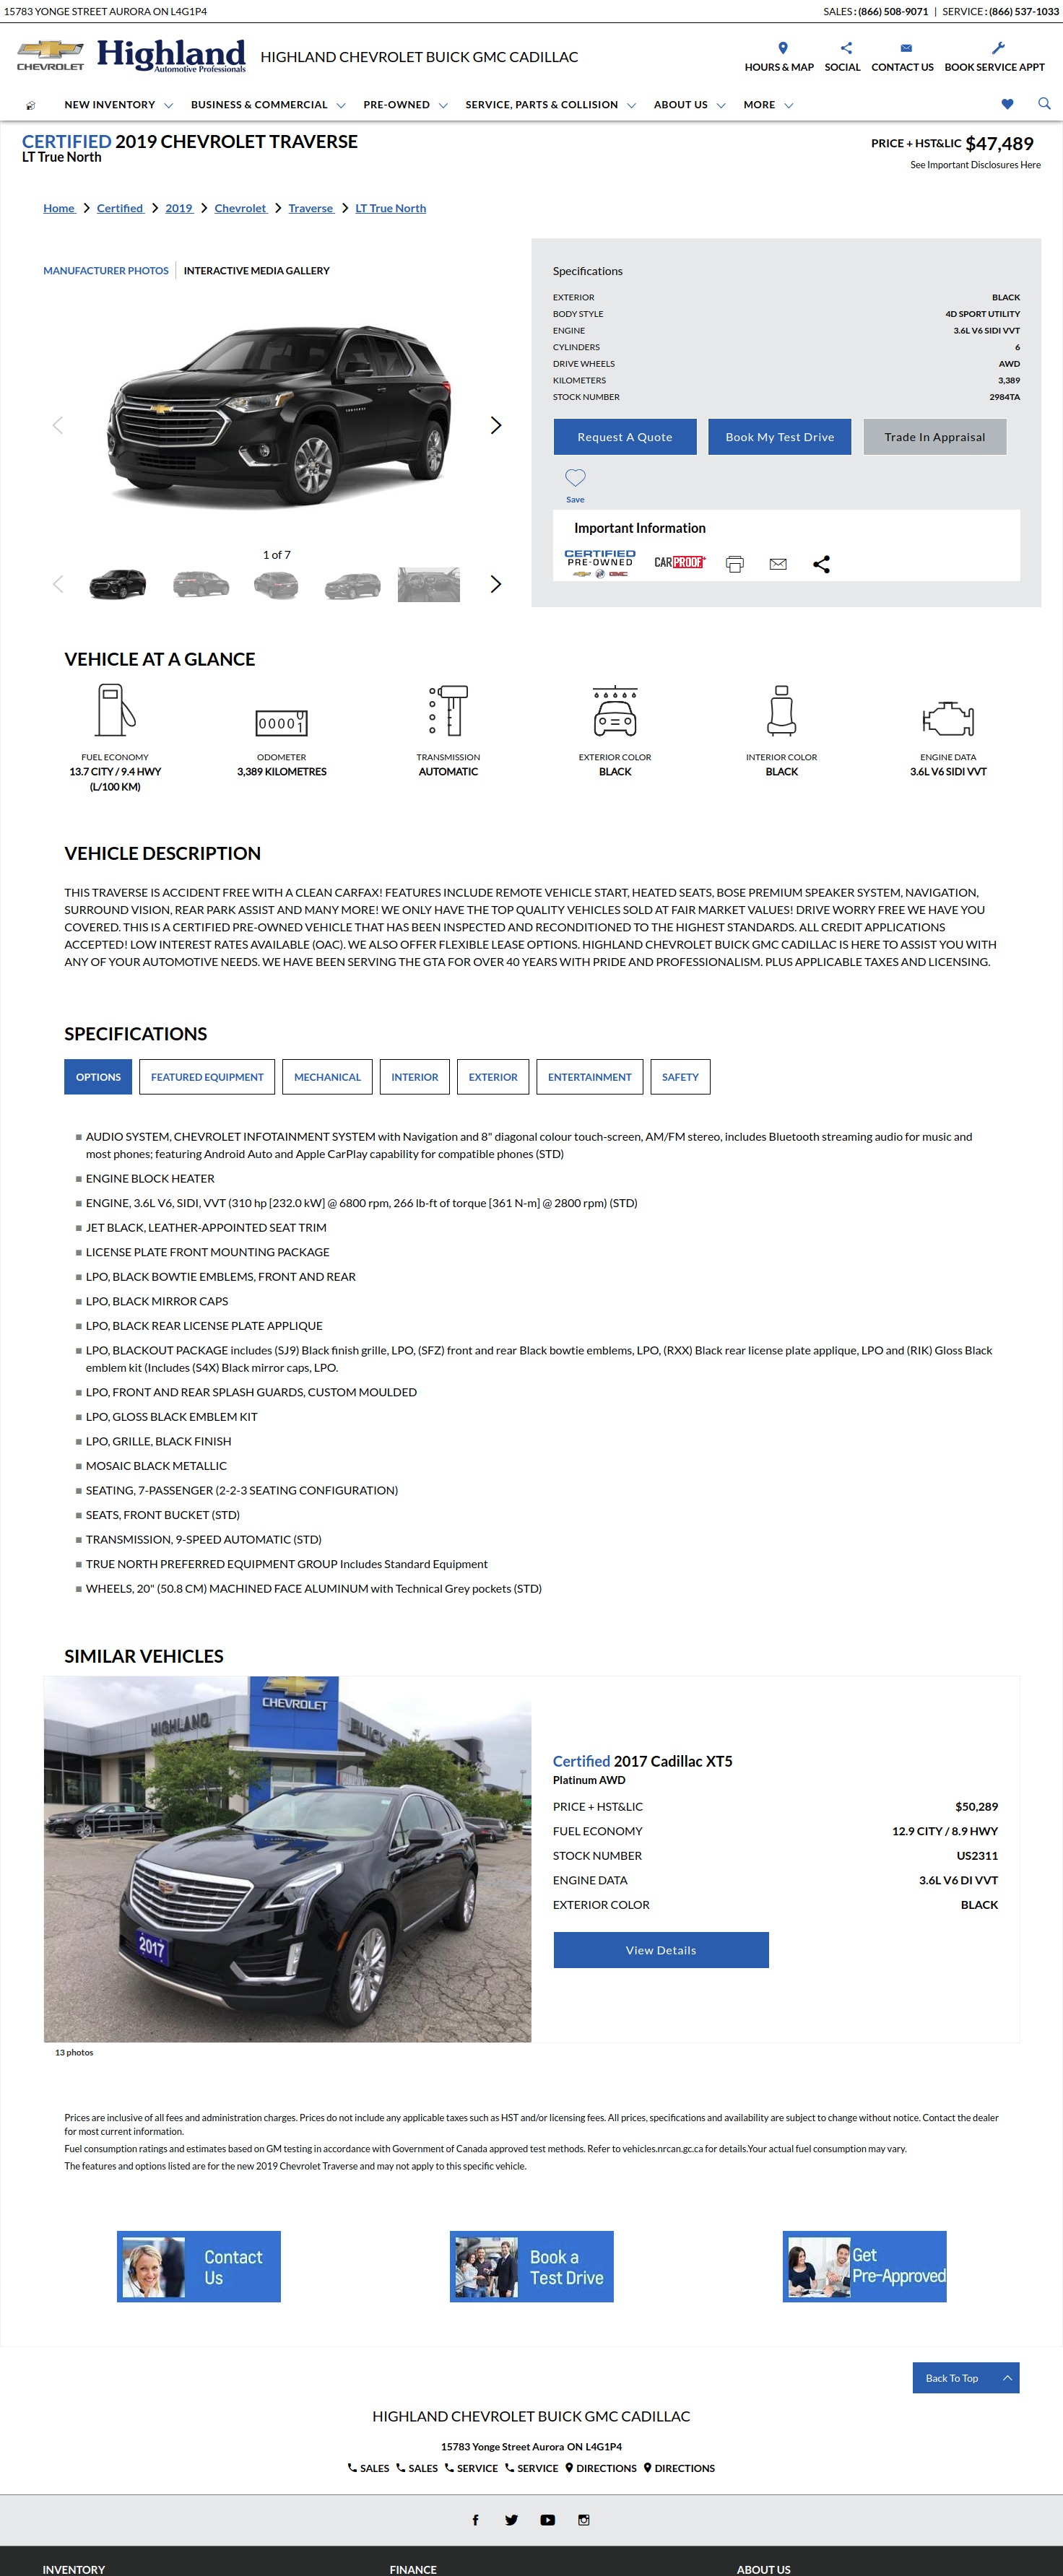 15783 YONGE STREET AURORA ON L4G1P4
SALES : (866) 508-9071 | SERVICE : (866) 537-1033
CHEVROLET
Highland
Automotive Professionals
HIGHLAND CHEVROLET BUICK GMC CADILLAC
HOURS & MAP SOCIAL CONTACT US BOOK SERVICE APPT
NEW INVENTORY BUSINESS & COMMERCIAL PRE-OWNED SERVICE, PARTS & COLLISION ABOUT US MORE
CERTIFIED 2019 CHEVROLET TRAVERSE
LT True North
PRICE + HST&LIC $47,489
See Important Disclosures Here
Home Certified 2019 Chevrolet Traverse LT True North
MANUFACTURER PHOTOS INTERACTIVE MEDIA GALLERY
1 of 7
Specifications
EXTERIOR BLACK
BODY STYLE 4D SPORT UTILITY
ENGINE 3.6L V6 SIDI VVT
CYLINDERS 6
DRIVE WHEELS AWD
KILOMETERS 3,389
STOCK NUMBER 2984TA
Request A Quote Book My Test Drive Trade In Appraisal
Save
Important Information
CERTIFIED
PRE-OWNED
GMC
CARPROOF
VEHICLE AT A GLANCE
00001
FUEL ECONOMY ODOMETER TRANSMISSION EXTERIOR COLOR INTERIOR COLOR ENGINE DATA
13.7 CITY / 9.4 HWY 3,389 KILOMETRES AUTOMATIC BLACK BLACK 3.6L V6 SIDI VVT
(L/100 KM)
VEHICLE DESCRIPTION
THIS TRAVERSE IS ACCIDENT FREE WITH A CLEAN CARFAX! FEATURES INCLUDE REMOTE VEHICLE START, HEATED SEATS, BOSE PREMIUM SPEAKER SYSTEM, NAVIGATION,
SURROUND VISION, REAR PARK ASSIST AND MANY MORE! WE ONLY HAVE THE TOP QUALITY VEHICLES SOLD AT FAIR MARKET VALUES! DRIVE WORRY FREE WE HAVE YOU
COVERED. THIS IS A CERTIFIED PRE-OWNED VEHICLE THAT HAS BEEN INSPECTED AND RECONDITIONED TO THE HIGHEST STANDARDS. ALL CREDIT APPLICATIONS
ACCEPTED! LOW INTEREST RATES AVAILABLE (OAC). WE ALSO OFFER FLEXIBLE LEASE OPTIONS. HIGHLAND CHEVROLET BUICK GMC CADILLAC IS HERE TO ASSIST YOU WITH
ANY OF YOUR AUTOMOTIVE NEEDS. WE HAVE BEEN SERVING THE GTA FOR OVER 40 YEARS WITH PRIDE AND PROFESSIONALISM. PLUS APPLICABLE TAXES AND LICENSING.
SPECIFICATIONS
OPTIONS FEATURED EQUIPMENT MECHANICAL INTERIOR EXTERIOR ENTERTAINMENT SAFETY
AUDIO SYSTEM, CHEVROLET INFOTAINMENT SYSTEM with Navigation and 8" diagonal colour touch-screen, AM/FM stereo, includes Bluetooth streaming audio for music and
most phones; featuring Android Auto and Apple CarPlay capability for compatible phones (STD)
ENGINE BLOCK HEATER
ENGINE, 3.6L V6, SIDI, VVT (310 hp [232.0 kW] @ 6800 rpm, 266 lb-ft of torque [361 N-m] @ 2800 rpm) (STD)
JET BLACK, LEATHER-APPOINTED SEAT TRIM
LICENSE PLATE FRONT MOUNTING PACKAGE
LPO, BLACK BOWTIE EMBLEMS, FRONT AND REAR
LPO, BLACK MIRROR CAPS
LPO, BLACK REAR LICENSE PLATE APPLIQUE
LPO, BLACKOUT PACKAGE includes (SJ9) Black finish grille, LPO, (SFZ) front and rear Black bowtie emblems, LPO, (RXX) Black rear license plate applique, LPO and (RIK) Gloss Black
emblem kit (Includes (S4X) Black mirror caps, LPO.
LPO, FRONT AND REAR SPLASH GUARDS, CUSTOM MOULDED
LPO, GLOSS BLACK EMBLEM KIT
LPO, GRILLE, BLACK FINISH
MOSAIC BLACK METALLIC
SEATING, 7-PASSENGER (2-2-3 SEATING CONFIGURATION)
SEATS, FRONT BUCKET (STD)
TRANSMISSION, 9-SPEED AUTOMATIC (STD)
TRUE NORTH PREFERRED EQUIPMENT GROUP Includes Standard Equipment
WHEELS, 20" (50.8 CM) MACHINED FACE ALUMINUM with Technical Grey pockets (STD)
SIMILAR VEHICLES
CHEVROLET
HIGHLAND
BUICK
2017
13 photos
Certified 2017 Cadillac XT5
Platinum AWD
PRICE + HST&LIC $50,289
FUEL ECONOMY 12.9 CITY / 8.9 HWY
STOCK NUMBER US2311
ENGINE DATA 3.6L V6 DI VVT
EXTERIOR COLOR BLACK
View Details
Prices are inclusive of all fees and administration charges. Prices do not include any applicable taxes such as HST and/or licensing fees. All prices, specifications and availability are subject to change without notice. Contact the dealer
for most current information.
Fuel consumption ratings and estimates based on GM testing in accordance with Government of Canada approved test methods. Refer to vehicles.nrcan.gc.ca for details.Your actual fuel consumption may vary.
The features and options listed are for the new 2019 Chevrolet Traverse and may not apply to this specific vehicle.
Contact
Us
Book a
Test Drive
Get
Pre-Approved
Back To Top
HIGHLAND CHEVROLET BUICK GMC CADILLAC
15783 Yonge Street Aurora ON L4G1P4
SALES SALES SERVICE SERVICE DIRECTIONS DIRECTIONS
INVENTORY FINANCE ABOUT US